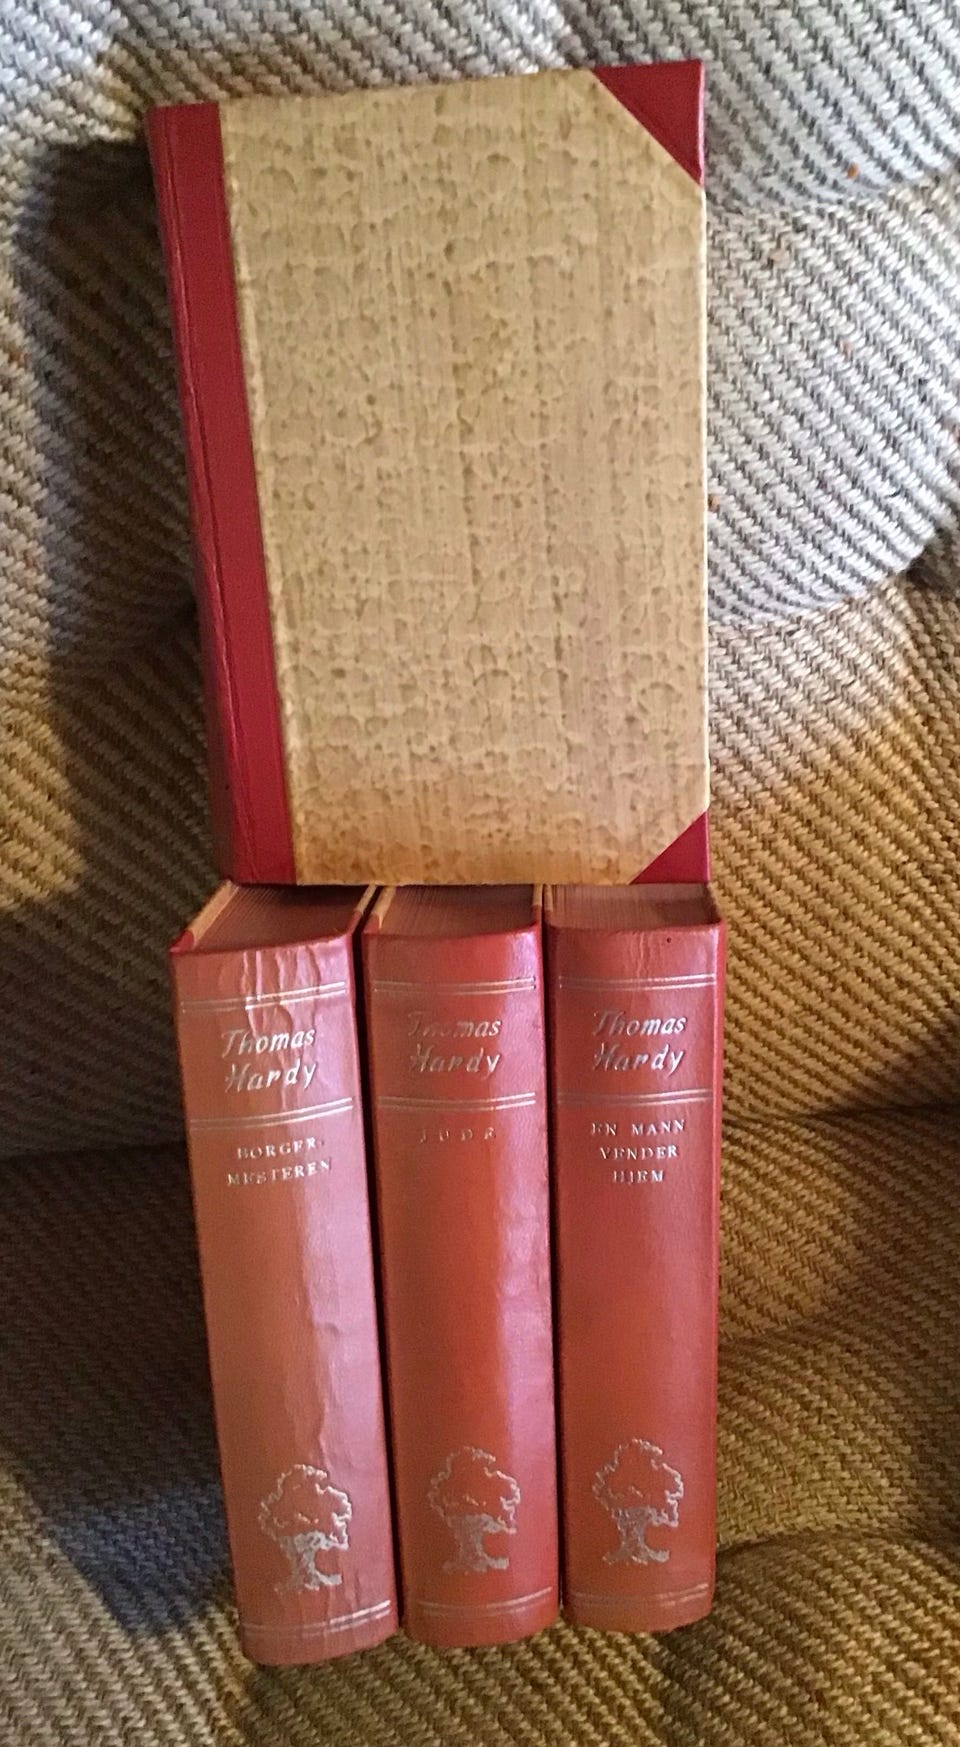 Thomas
Hardy
BORGER-
MESTEREN
Thomas
Hardy
JUDE
Thomas
Hardy
EN MANN
VENDER
HJEM